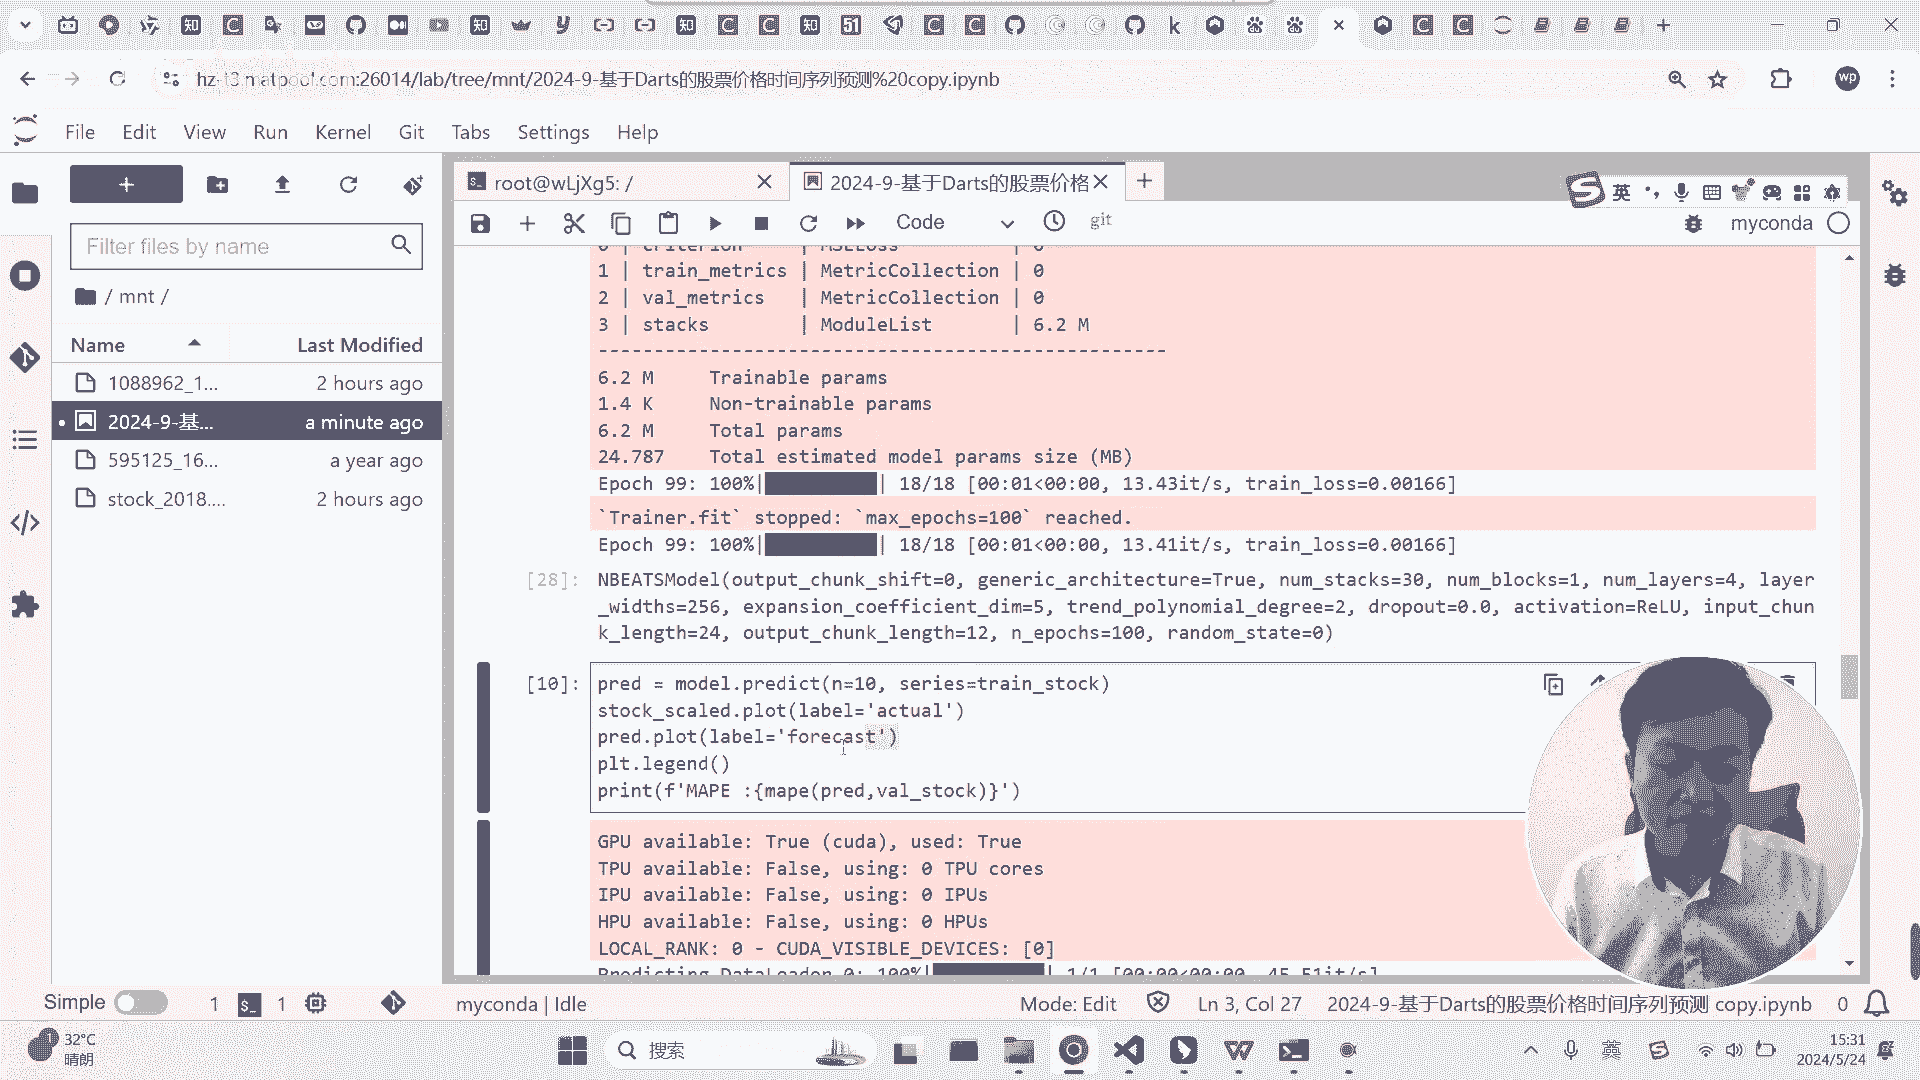 hz-t3.matpool.com:26014/lab/tree/mnt/2024-9-基于Darts的股票价格时间序列预测%20copy.ipynb
wp
File Edit View Run Kernel Git Tabs Settings Help
root@wLjXg5: /
2024-9-基于Darts的股票价格
英
Code
git
myconda
Filter files by name
/ mnt /
Name Last Modified
1088962_1... 2 hours ago
2024-9-基... a minute ago
595125_16... a year ago
stock_2018.... 2 hours ago
0 | criterion | MSELoss | 0
1 | train_metrics | MetricCollection | 0
2 | val_metrics | MetricCollection | 0
3 | stacks | ModuleList | 6.2 M
---------------------------------------------------
6.2 M Trainable params
1.4 K Non-trainable params
6.2 M Total params
24.787 Total estimated model params size (MB)
Epoch 99: 100%| | 18/18 [00:01<00:00, 13.43it/s, train_loss=0.00166]
`Trainer.fit` stopped: `max_epochs=100` reached.
Epoch 99: 100%| | 18/18 [00:01<00:00, 13.41it/s, train_loss=0.00166]
[28]: NBEATSModel(output_chunk_shift=0, generic_architecture=True, num_stacks=30, num_blocks=1, num_layers=4, layer
_widths=256, expansion_coefficient_dim=5, trend_polynomial_degree=2, dropout=0.0, activation=ReLU, input_chun
k_length=24, output_chunk_length=12, n_epochs=100, random_state=0)
[10]: pred = model.predict(n=10, series=train_stock)
stock_scaled.plot(label='actual')
pred.plot(label='forecast')
plt.legend()
print(f'MAPE :{mape(pred,val_stock)}')
GPU available: True (cuda), used: True
TPU available: False, using: 0 TPU cores
IPU available: False, using: 0 IPUs
HPU available: False, using: 0 HPUs
LOCAL_RANK: 0 - CUDA_VISIBLE_DEVICES: [0]
Predicting DataLoader 0: 100%| | 1/1 [00:00<00:00, 45.51it/s]
Simple 1 1 myconda | Idle Mode: Edit Ln 3, Col 27 2024-9-基于Darts的股票价格时间序列预测 copy.ipynb 0
32°C
晴朗
搜索
英
15:31
2024/5/24